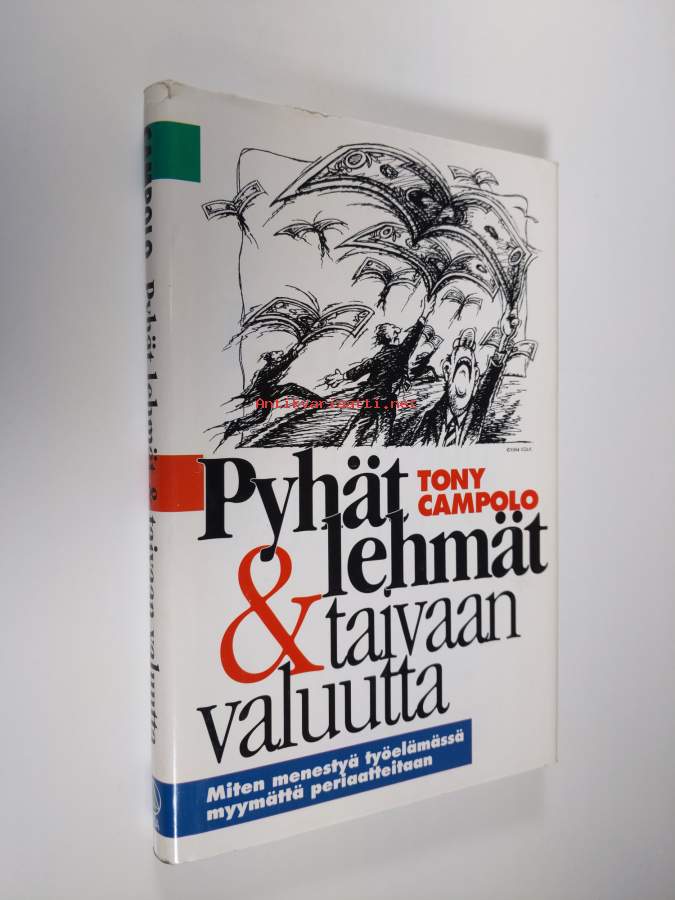 Antikvariaatti.net
Pyhät
TONY
CAMPOLO
lehmät
& taivaan
valuutta
Miten menestyä työelämässä
myymättä periaatteitaan
CAMPOLO Pyhät lehmät & taivaan valuutta